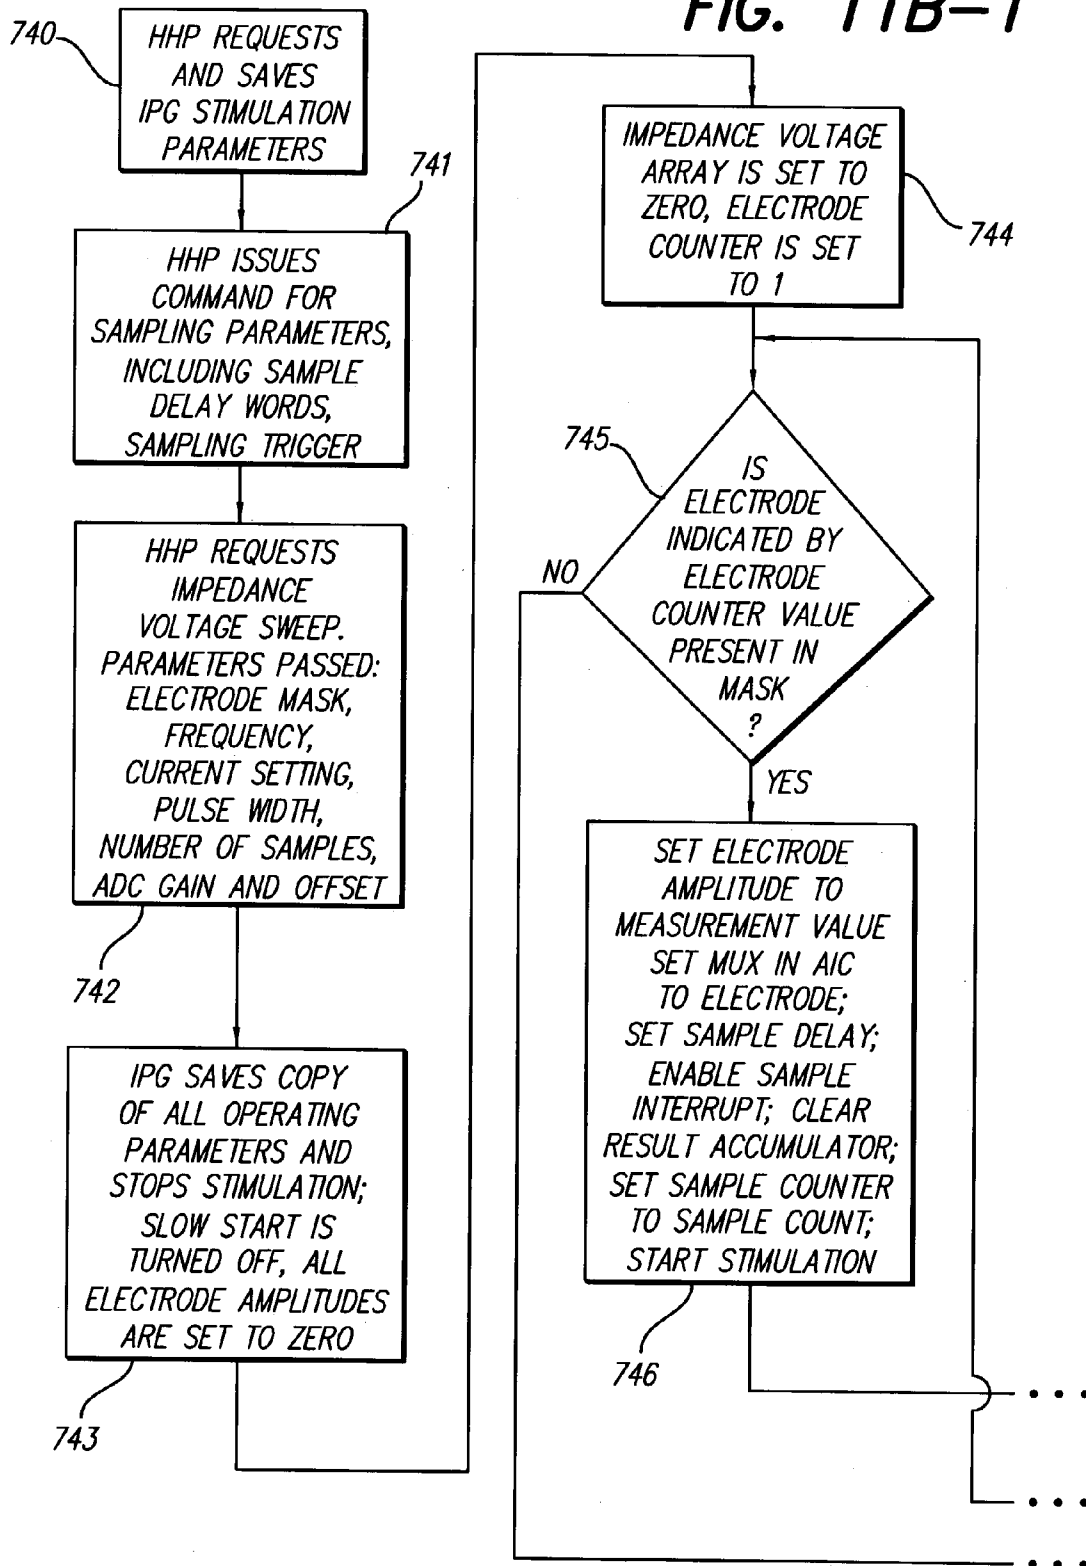 FIG. 11B-1
740
HHP REQUESTS
AND SAVES
IPG STIMULATION
PARAMETERS
741
HHP ISSUES
COMMAND FOR
SAMPLING PARAMETERS,
INCLUDING SAMPLE
DELAY WORDS,
SAMPLING TRIGGER
HHP REQUESTS
IMPEDANCE
VOLTAGE SWEEP.
PARAMETERS PASSED:
ELECTRODE MASK,
FREQUENCY,
CURRENT SETTING,
PULSE WIDTH,
NUMBER OF SAMPLES,
ADC GAIN AND OFFSET
742
IPG SAVES COPY
OF ALL OPERATING
PARAMETERS AND
STOPS STIMULATION;
SLOW START IS
TURNED OFF, ALL
ELECTRODE AMPLITUDES
ARE SET TO ZERO
743
IMPEDANCE VOLTAGE
ARRAY IS SET TO
ZERO, ELECTRODE
COUNTER IS SET
TO 1
744
745
IS
ELECTRODE
INDICATED BY
ELECTRODE
COUNTER VALUE
PRESENT IN
MASK
?
NO
YES
SET ELECTRODE
AMPLITUDE TO
MEASUREMENT VALUE
SET MUX IN AIC
TO ELECTRODE;
SET SAMPLE DELAY;
ENABLE SAMPLE
INTERRUPT; CLEAR
RESULT ACCUMULATOR;
SET SAMPLE COUNTER
TO SAMPLE COUNT;
START STIMULATION
746